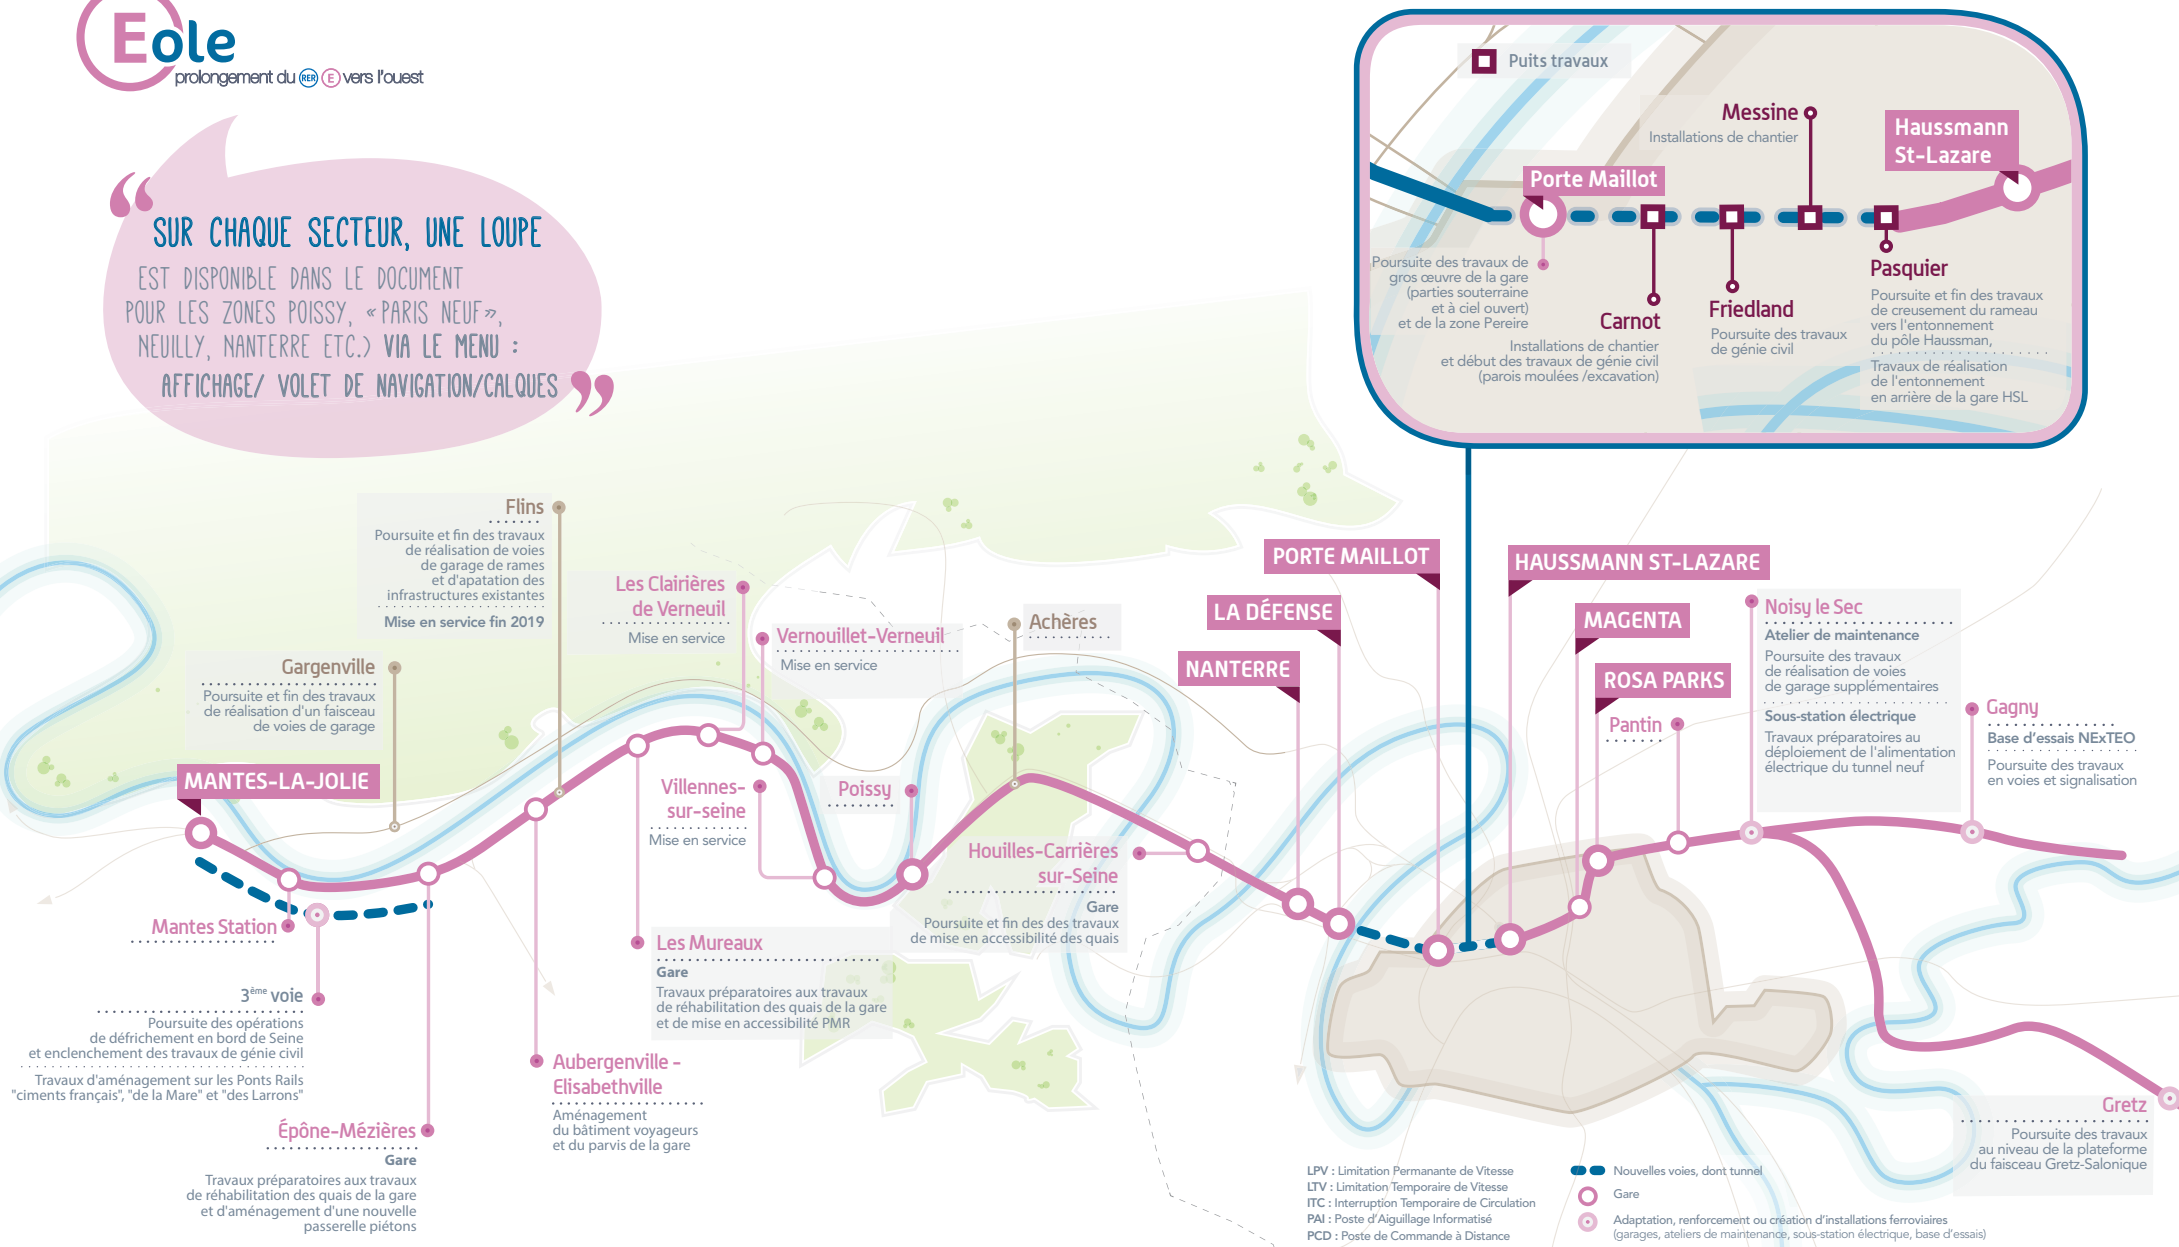 Eole
prolongement du RER E vers l'ouest
“
SUR CHAQUE SECTEUR, UNE LOUPE
EST DISPONIBLE DANS LE DOCUMENT
POUR LES ZONES POISSY, «PARIS NEUF»,
NEUILLY, NANTERRE ETC.) VIA LE MENU :
AFFICHAGE/ VOLET DE NAVIGATION/CALQUES
”
Puits travaux
Messine
Installations de chantier
Haussmann
St-Lazare
Porte Maillot
Poursuite des travaux de
gros œuvre de la gare
(parties souterraine
et à ciel ouvert)
et de la zone Pereire
Carnot
Installations de chantier
et début des travaux de génie civil
(parois moulées /excavation)
Friedland
Poursuite des travaux
de génie civil
Pasquier
Poursuite et fin des travaux
de creusement du rameau
vers l'entonnement
du pôle Haussman,
Travaux de réalisation
de l'entonnement
en arrière de la gare HSL
Flins
Poursuite et fin des travaux
de réalisation de voies
de garage de rames
et d'apatation des
infrastructures existantes
Mise en service fin 2019
Gargenville
Poursuite et fin des travaux
de réalisation d'un faisceau
de voies de garage
MANTES-LA-JOLIE
Les Clairières
de Verneuil
Mise en service
Vernouillet-Verneuil
Mise en service
Achères
Villennes-
sur-seine
Mise en service
Poissy
Houilles-Carrières
sur-Seine
Gare
Poursuite et fin des des travaux
de mise en accessibilité des quais
NANTERRE
LA DÉFENSE
PORTE MAILLOT
HAUSSMANN ST-LAZARE
MAGENTA
ROSA PARKS
Pantin
Noisy le Sec
Atelier de maintenance
Poursuite des travaux
de réalisation de voies
de garage supplémentaires
Sous-station électrique
Travaux préparatoires au
déploiement de l'alimentation
électrique du tunnel neuf
Gagny
Base d'essais NExTEO
Poursuite des travaux
en voies et signalisation
Mantes Station
3ème voie
Poursuite des opérations
de défrichement en bord de Seine
et enclenchement des travaux de génie civil
Travaux d'aménagement sur les Ponts Rails
"ciments français", "de la Mare" et "des Larrons"
Épône-Mézières
Gare
Travaux préparatoires aux travaux
de réhabilitation des quais de la gare
et d'aménagement d'une nouvelle
passerelle piétons
Les Mureaux
Gare
Travaux préparatoires aux travaux
de réhabilitation des quais de la gare
et de mise en accessibilité PMR
Aubergenville -
Elisabethville
Aménagement
du bâtiment voyageurs
et du parvis de la gare
Gretz
Poursuite des travaux
au niveau de la plateforme
du faisceau Gretz-Salonique
LPV : Limitation Permanante de Vitesse
LTV : Limitation Temporaire de Vitesse
ITC : Interruption Temporaire de Circulation
PAI : Poste d'Aiguillage Informatisé
PCD : Poste de Commande à Distance
Nouvelles voies, dont tunnel
Gare
Adaptation, renforcement ou création d'installations ferroviaires
(garages, ateliers de maintenance, sous-station électrique, base d'essais)